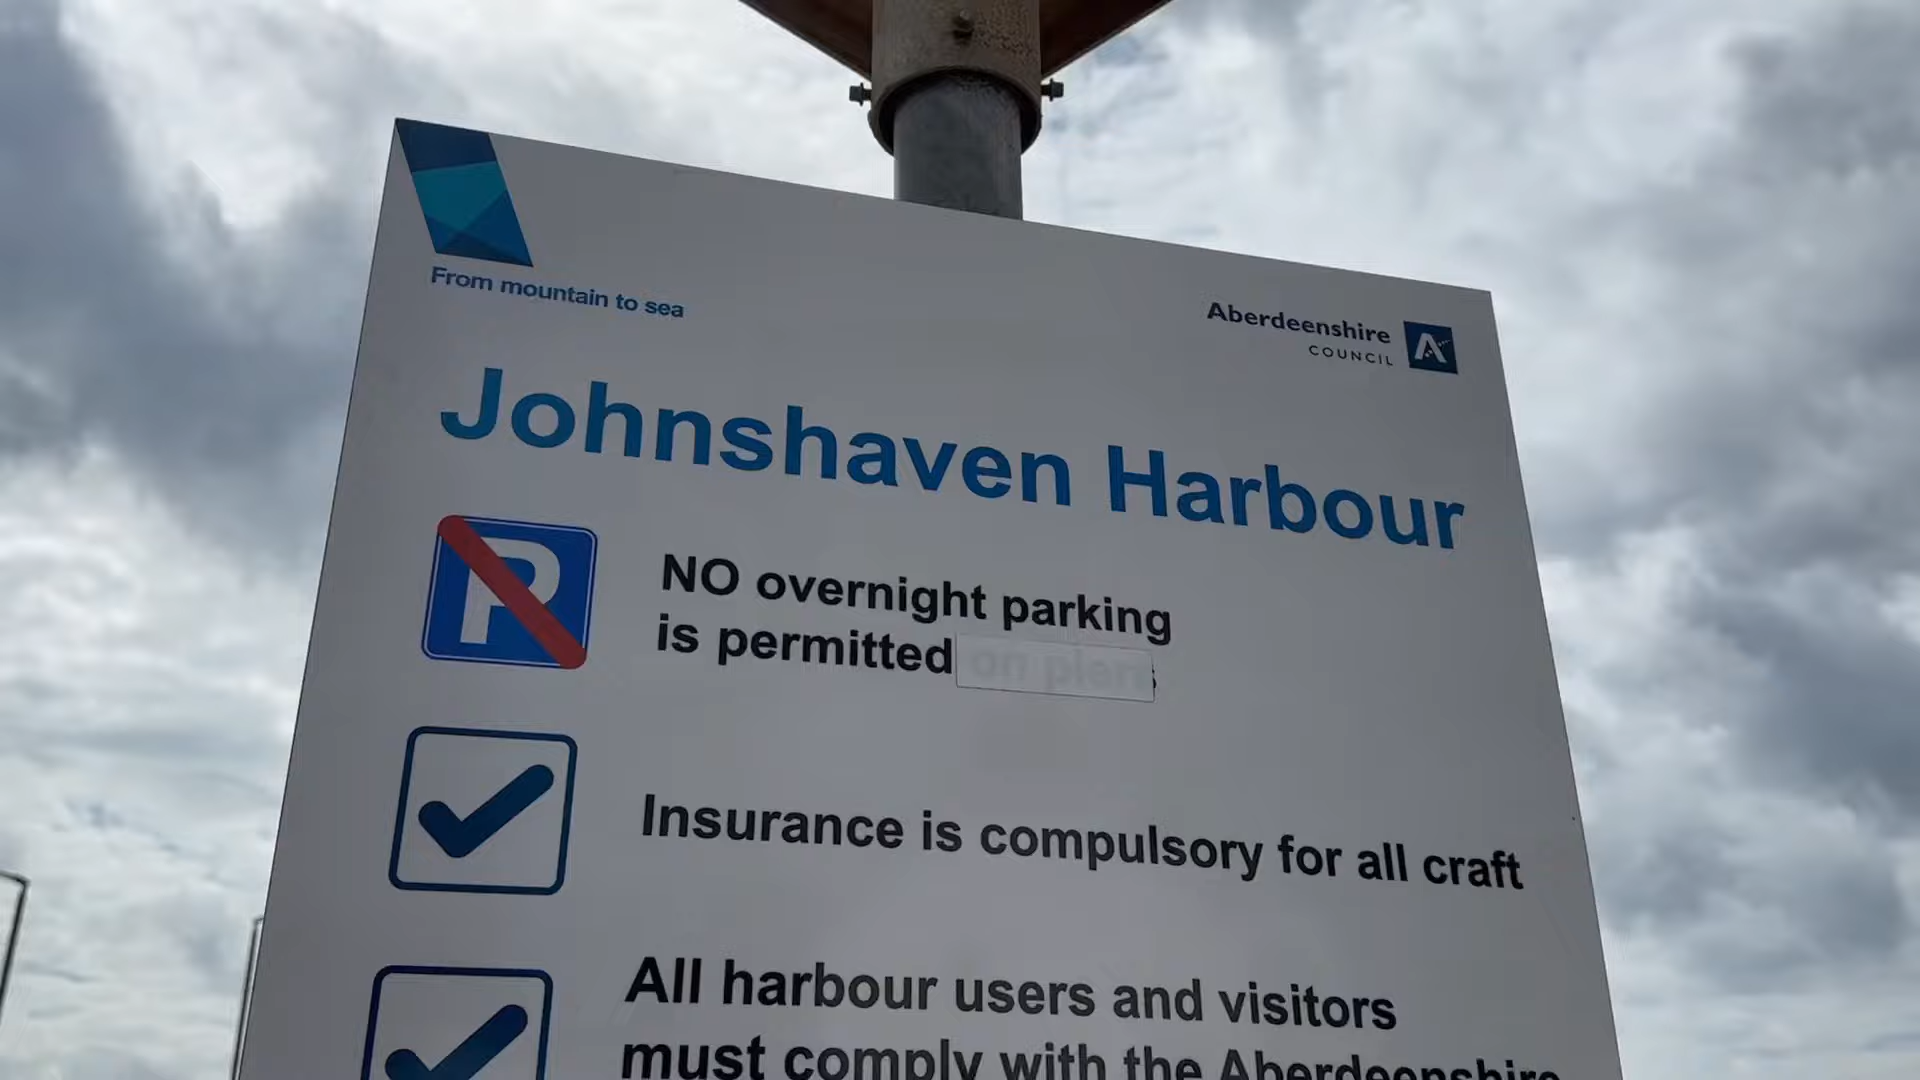 From mountain to sea
Aberdeenshire
COUNCIL
Johnshaven Harbour
P
NO overnight parking
is permitted on piers
Insurance is compulsory for all craft
All harbour users and visitors
must comply with the Aberdeenshire